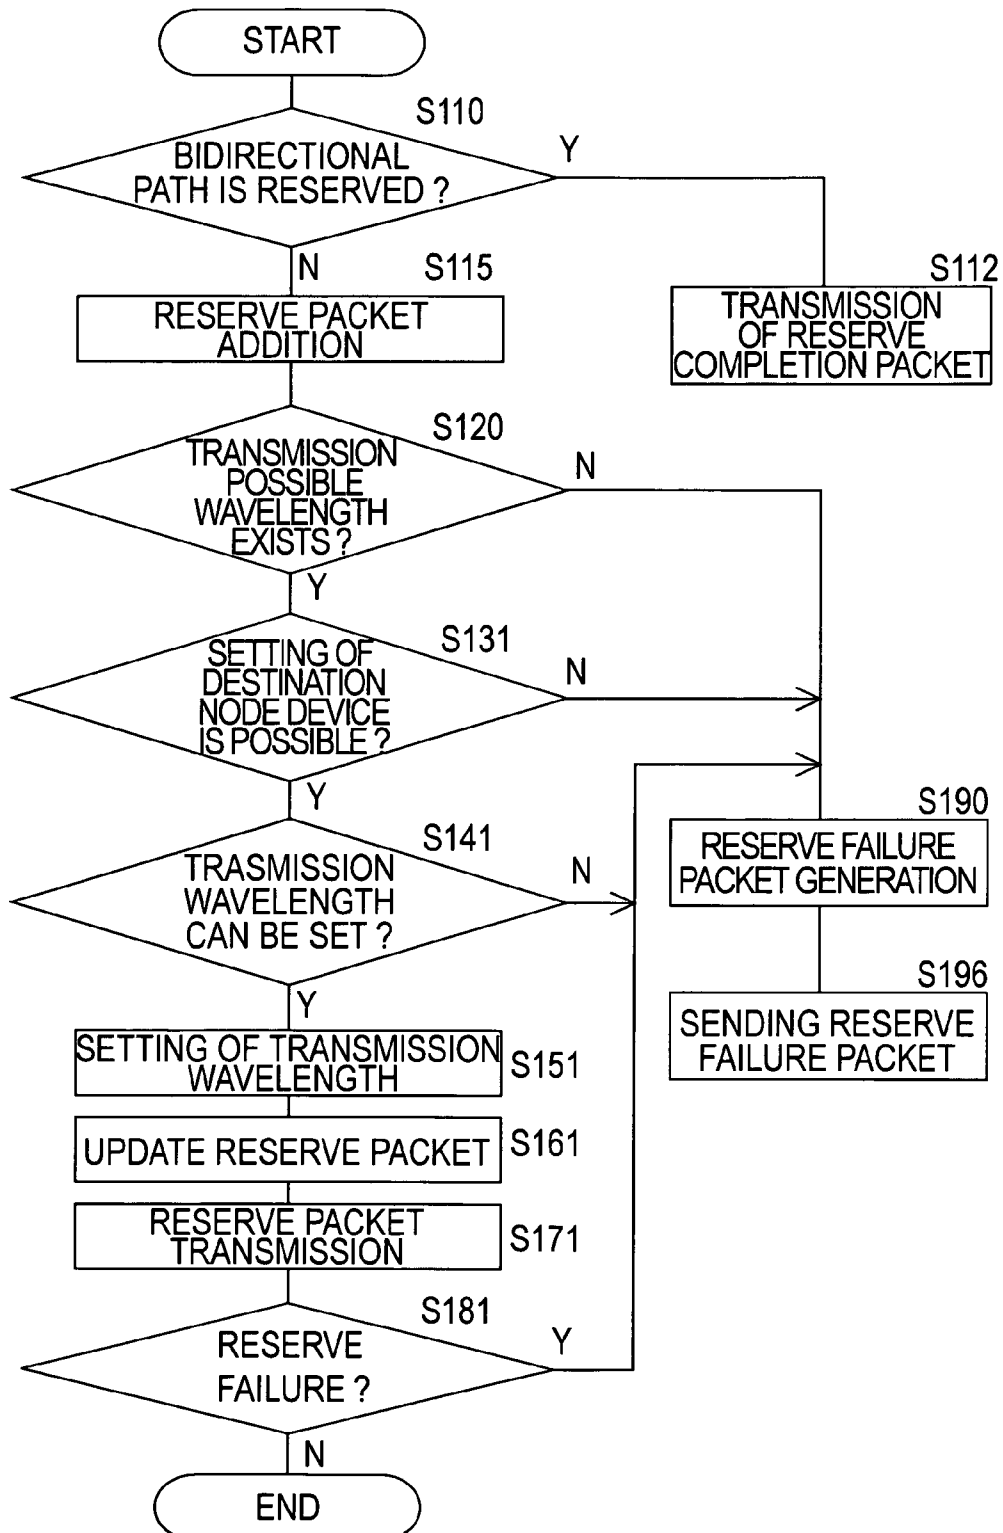 START
S110
BIDIRECTIONAL
PATH IS RESERVED ?
Y
N
S115
RESERVE PACKET
ADDITION
S112
TRANSMISSION
OF RESERVE
COMPLETION PACKET
S120
TRANSMISSION
POSSIBLE
WAVELENGTH
EXISTS ?
N
Y
S131
SETTING OF
DESTINATION
NODE DEVICE
IS POSSIBLE ?
N
Y
S141
TRASMISSION
WAVELENGTH
CAN BE SET ?
N
Y
S190
RESERVE FAILURE
PACKET GENERATION
S196
SENDING RESERVE
FAILURE PACKET
SETTING OF TRANSMISSION
WAVELENGTH
S151
UPDATE RESERVE PACKET
S161
RESERVE PACKET
TRANSMISSION
S171
S181
RESERVE
FAILURE ?
Y
N
END